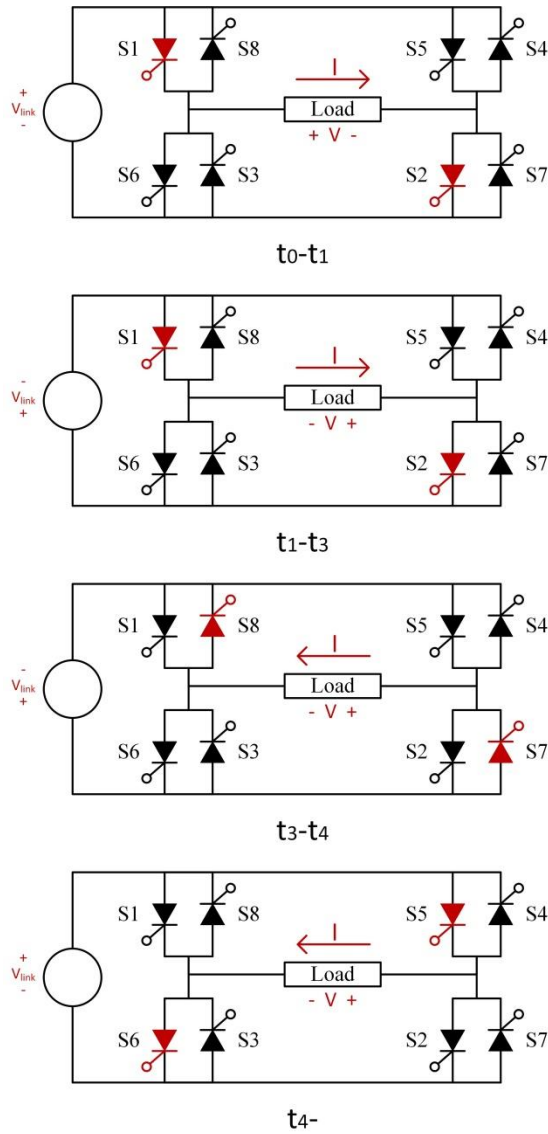 S1 S8 S5 S4
I
+
Vlink
-
Load
+ V -
S6 S3 S2 S7
t0-t1
S1 S8 S5 S4
I
-
Vlink
+
Load
- V +
S6 S3 S2 S7
t1-t3
S1 S8 S5 S4
I
-
Vlink
+
Load
- V +
S6 S3 S2 S7
t3-t4
S1 S8 S5 S4
I
+
Vlink
-
Load
- V +
S6 S3 S2 S7
t4-